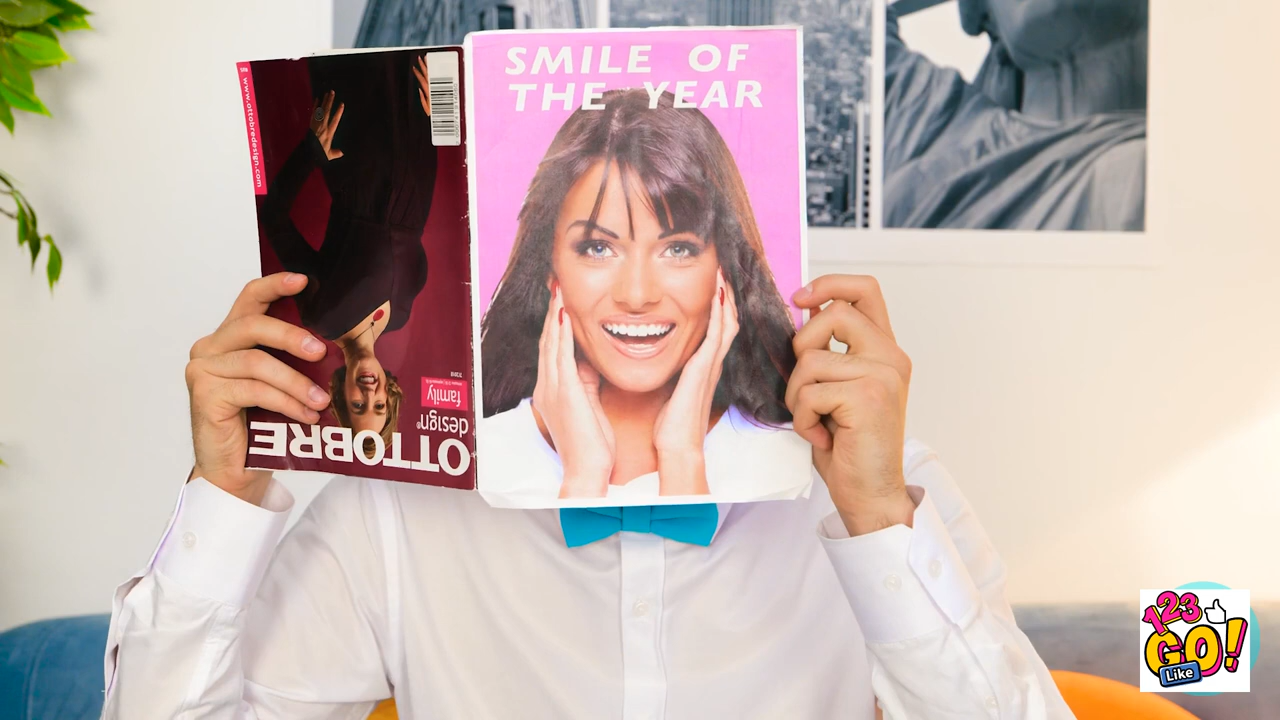 www.ottobredesign.com
SMILE OF
THE YEAR
family
design®
OTTOBRE
123
GO!
Like